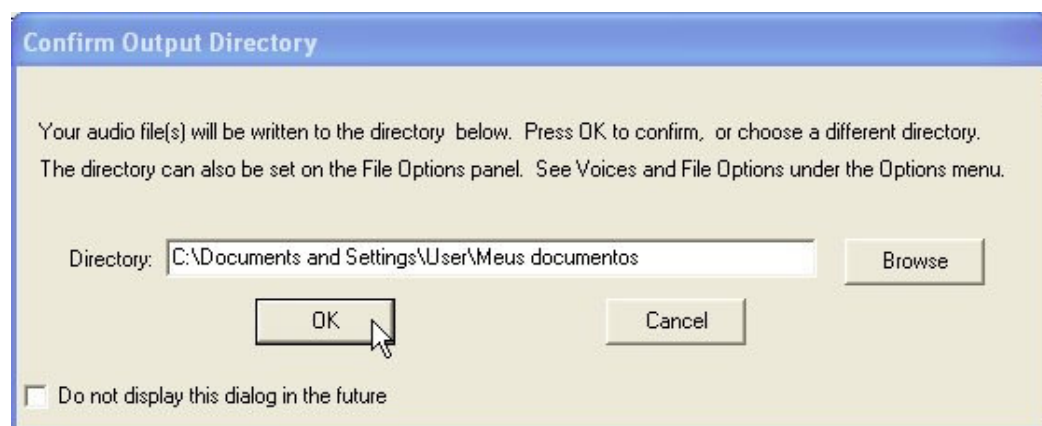 Confirm Output Directory
Your audio file(s) will be written to the directory below. Press OK to confirm, or choose a different directory.
The directory can also be set on the File Options panel. See Voices and File Options under the Options menu.
Directory: C:\Documents and Settings\User\Meus documentos Browse
OK Cancel
Do not display this dialog in the future